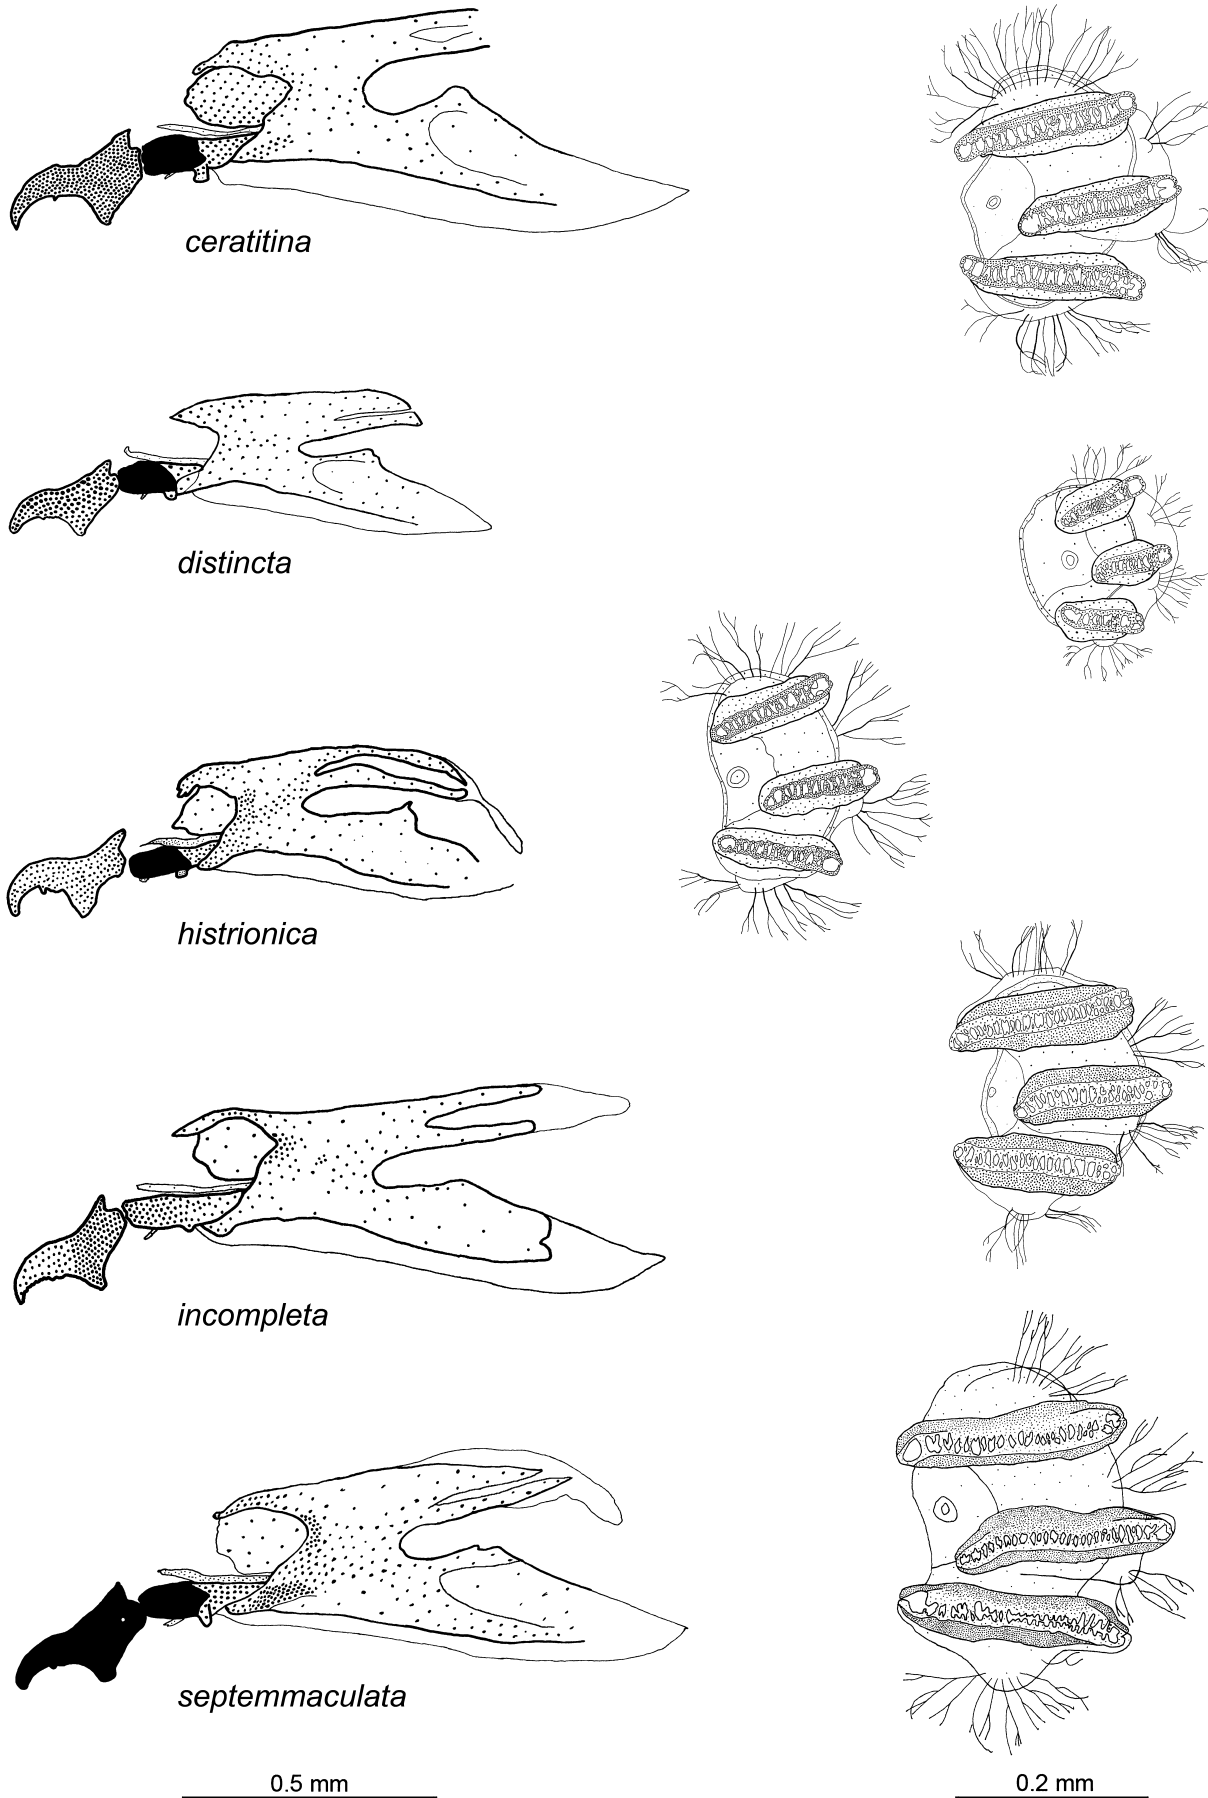 ceratitina
distincta
histrionica
incompleta
septemmaculata
0.5 mm
0.2 mm